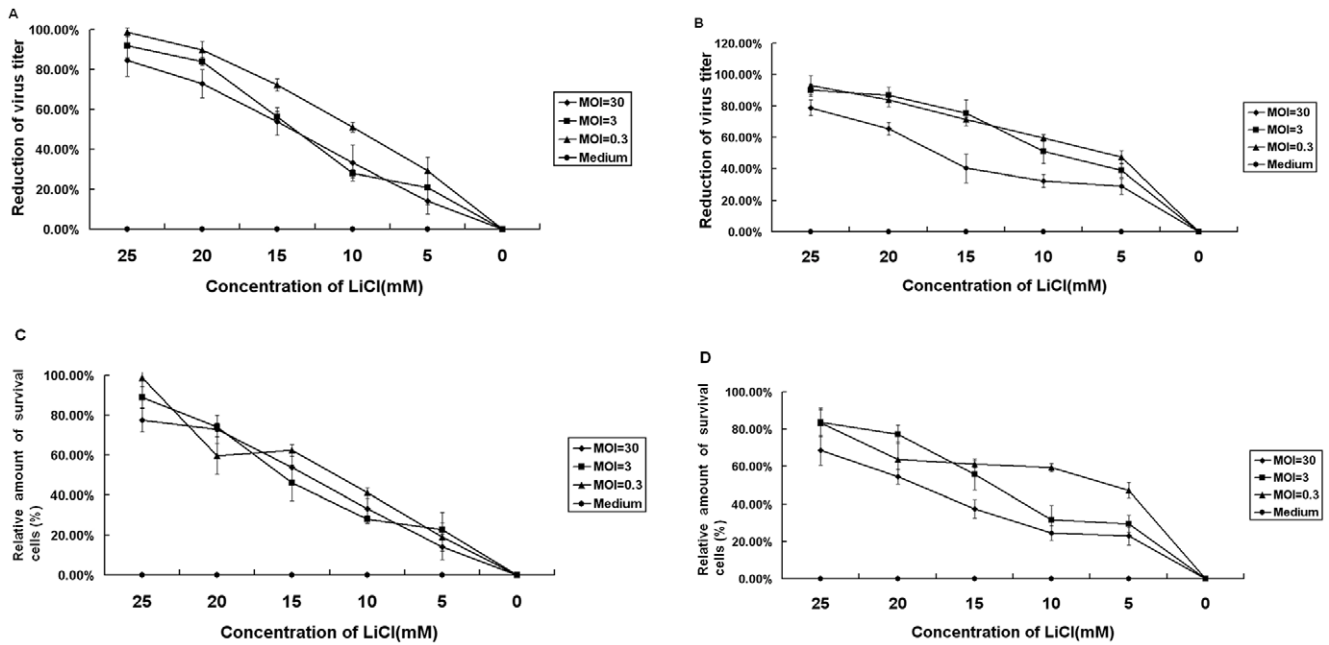 A
100.00%
80.00%
60.00%
40.00%
20.00%
0.00%
Reduction of virus titer
25 20 15 10 5 0
Concentration of LiCl(mM)
MOI=30
MOI=3
MOI=0.3
Medium
B
120.00%
100.00%
80.00%
60.00%
40.00%
20.00%
0.00%
Reduction of virus titer
25 20 15 10 5 0
Concentration of LiCl(mM)
MOI=30
MOI=3
MOI=0.3
Medium
C
100.00%
80.00%
60.00%
40.00%
20.00%
0.00%
Relative amount of survival
cells (%)
25 20 15 10 5 0
Concentration of LiCl(mM)
MOI=30
MOI=3
MOI=0.3
Medium
D
100.00%
80.00%
60.00%
40.00%
20.00%
0.00%
Relative amount of survival
cells (%)
25 20 15 10 5 0
Concentration of LiCl(mM)
MOI=30
MOI=3
MOI=0.3
Medium